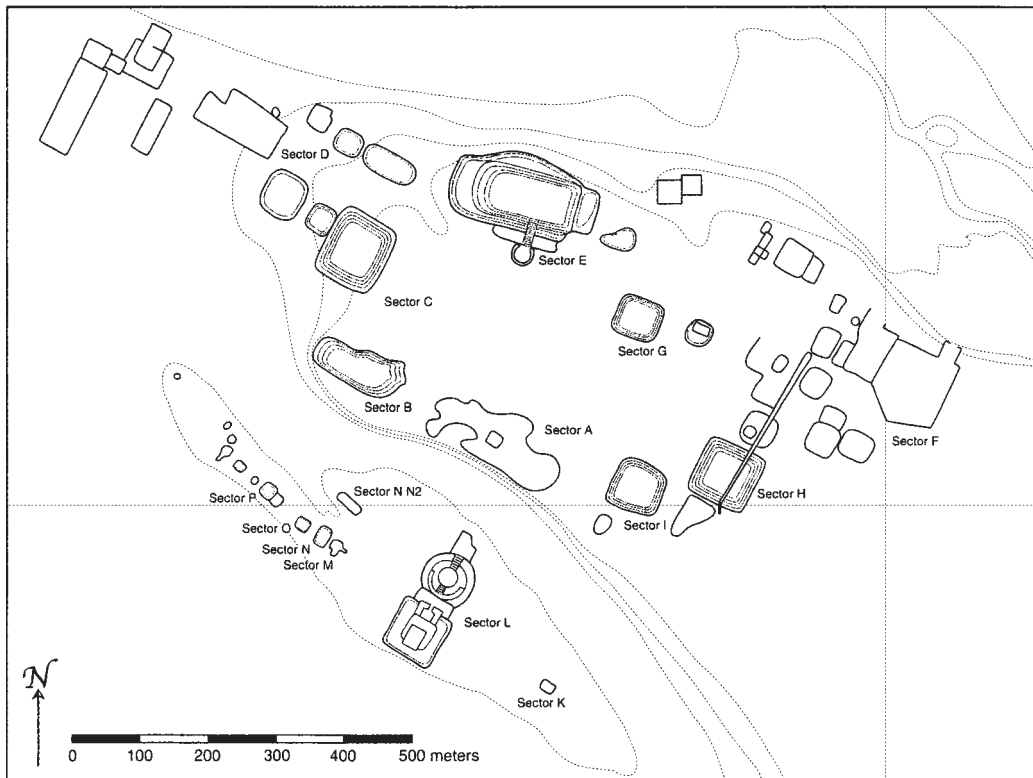 Sector D
Sector E
Sector C
Sector G
Sector B
Sector A
Sector F
Sector H
Sector I
Sector P
Sector N N2
Sector O
Sector N
Sector M
Sector L
Sector K
N
0 100 200 300 400 500 meters